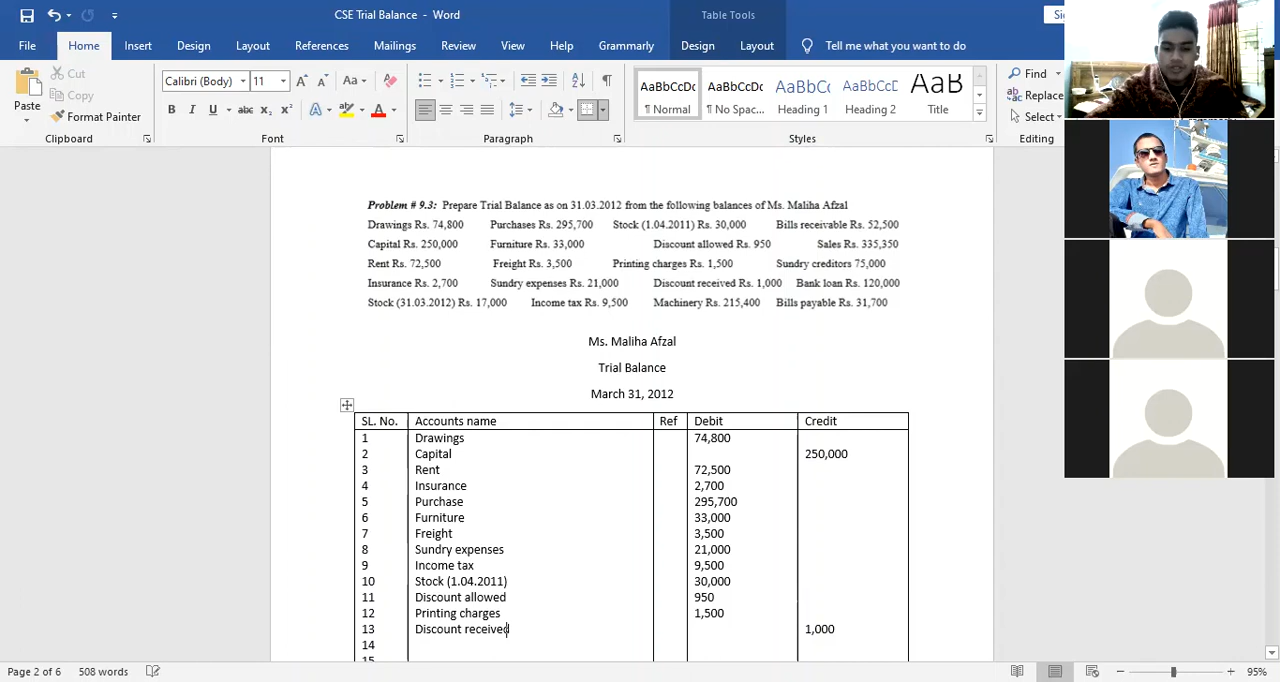 CSE Trial Balance - Word
Table Tools
File Home Insert Design Layout References Mailings Review View Help Grammarly Design Layout Tell me what you want to do
Paste
Cut
Copy
Format Painter
Clipboard
Calibri (Body) 11
Font
Paragraph
AaBbCcDc AaBbCcDc AaBbCc AaBbCcD AaB
¶ Normal ¶ No Spac... Heading 1 Heading 2 Title
Styles
Find
Replace
Select
Editing
Problem # 9.3: Prepare Trial Balance as on 31.03.2012 from the following balances of Ms. Maliha Afzal
Drawings Rs. 74,800 Purchases Rs. 295,700 Stock (1.04.2011) Rs. 30,000 Bills receivable Rs. 52,500
Capital Rs. 250,000 Furniture Rs. 33,000 Discount allowed Rs. 950 Sales Rs. 335,350
Rent Rs. 72,500 Freight Rs. 3,500 Printing charges Rs. 1,500 Sundry creditors 75,000
Insurance Rs. 2,700 Sundry expenses Rs. 21,000 Discount received Rs. 1,000 Bank loan Rs. 120,000
Stock (31.03.2012) Rs. 17,000 Income tax Rs. 9,500 Machinery Rs. 215,400 Bills payable Rs. 31,700
Ms. Maliha Afzal
Trial Balance
March 31, 2012
SL. No. Accounts name Ref Debit Credit
1 Drawings 74,800
2 Capital 250,000
3 Rent 72,500
4 Insurance 2,700
5 Purchase 295,700
6 Furniture 33,000
7 Freight 3,500
8 Sundry expenses 21,000
9 Income tax 9,500
10 Stock (1.04.2011) 30,000
11 Discount allowed 950
12 Printing charges 1,500
13 Discount received 1,000
14
15
Page 2 of 6 508 words 95%